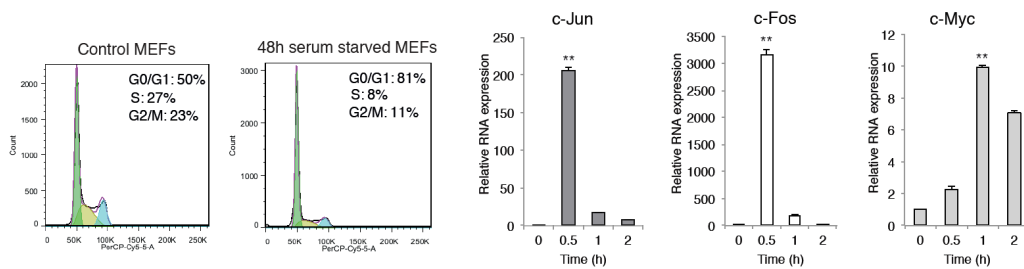 Control MEFs
G0/G1: 50%
S: 27%
G2/M: 23%
Count
2000
1500
1000
500
0
0 50K 100K 150K 200K 250K
PerCP-Cy5-5-A
48h serum starved MEFs
G0/G1: 81%
S: 8%
G2/M: 11%
Count
3000
2000
1000
0
0 50K 100K 150K 200K 250K
PerCP-Cy5-5-A
c-Jun
Relative RNA expression
250
200
150
100
50
0
**
0 0.5 1 2
Time (h)
c-Fos
Relative RNA expression
3500
3000
2500
2000
1500
1000
500
0
**
0 0.5 1 2
Time (h)
c-Myc
Relative RNA expression
12
10
8
6
4
2
0
**
0 0.5 1 2
Time (h)